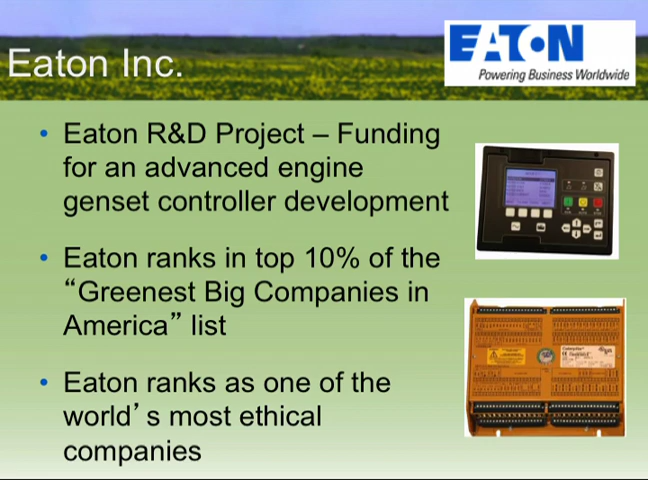 Eaton Inc.
EATON
Powering Business Worldwide
• Eaton R&D Project – Funding
for an advanced engine
genset controller development
• Eaton ranks in top 10% of the
“Greenest Big Companies in
America” list
• Eaton ranks as one of the
world’s most ethical
companies